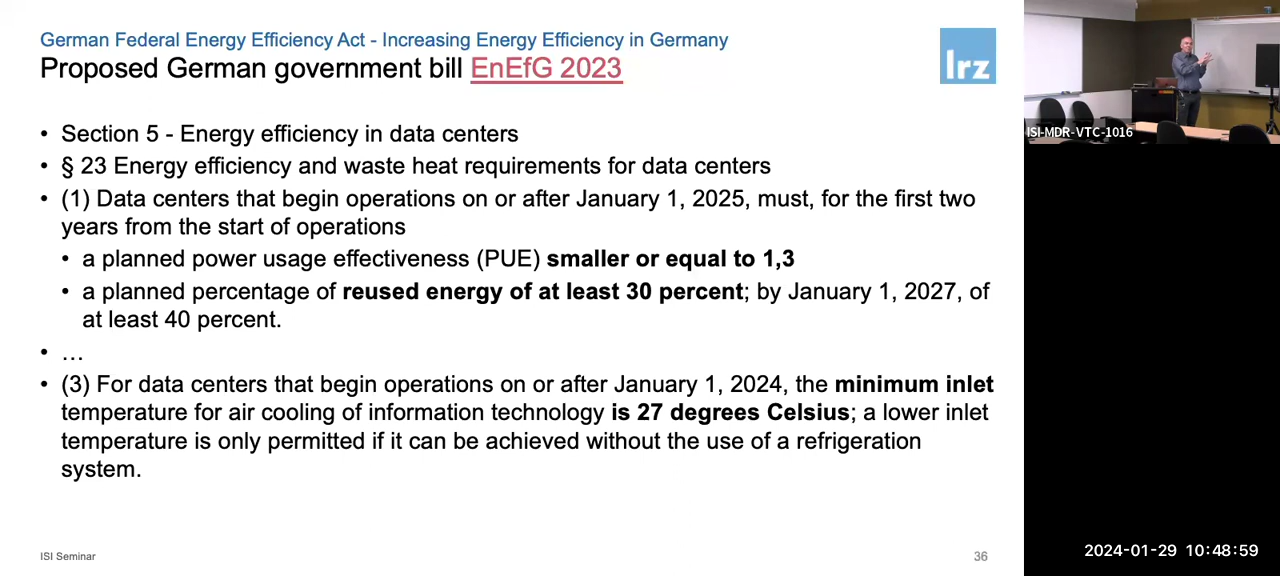 German Federal Energy Efficiency Act - Increasing Energy Efficiency in Germany
Proposed German government bill EnEfG 2023
lrz
• Section 5 - Energy efficiency in data centers
• § 23 Energy efficiency and waste heat requirements for data centers
• (1) Data centers that begin operations on or after January 1, 2025, must, for the first two
years from the start of operations
• a planned power usage effectiveness (PUE) smaller or equal to 1,3
• a planned percentage of reused energy of at least 30 percent; by January 1, 2027, of
at least 40 percent.
• …
• (3) For data centers that begin operations on or after January 1, 2024, the minimum inlet
temperature for air cooling of information technology is 27 degrees Celsius; a lower inlet
temperature is only permitted if it can be achieved without the use of a refrigeration
system.
ISI Seminar
36
ISI-MDR-VTC-1016
2024-01-29 10:48:59